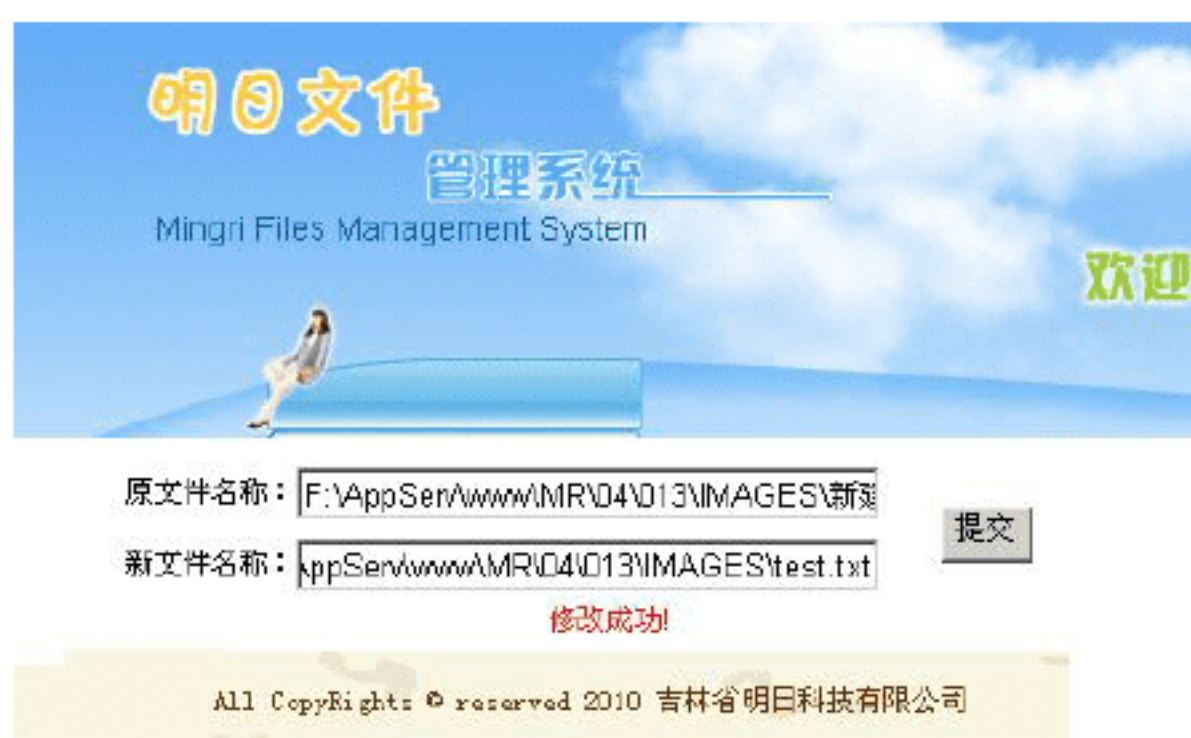 明日文件
管理系统
Mingri Files Management System
欢迎
原文件名称： F:\AppServ\www\MR\04\013\IMAGES\新建
提交
新文件名称： \ppServ\www\MR\04\013\IMAGES\test.txt
修改成功!
All CopyRights © reserved 2010 吉林省明日科技有限公司